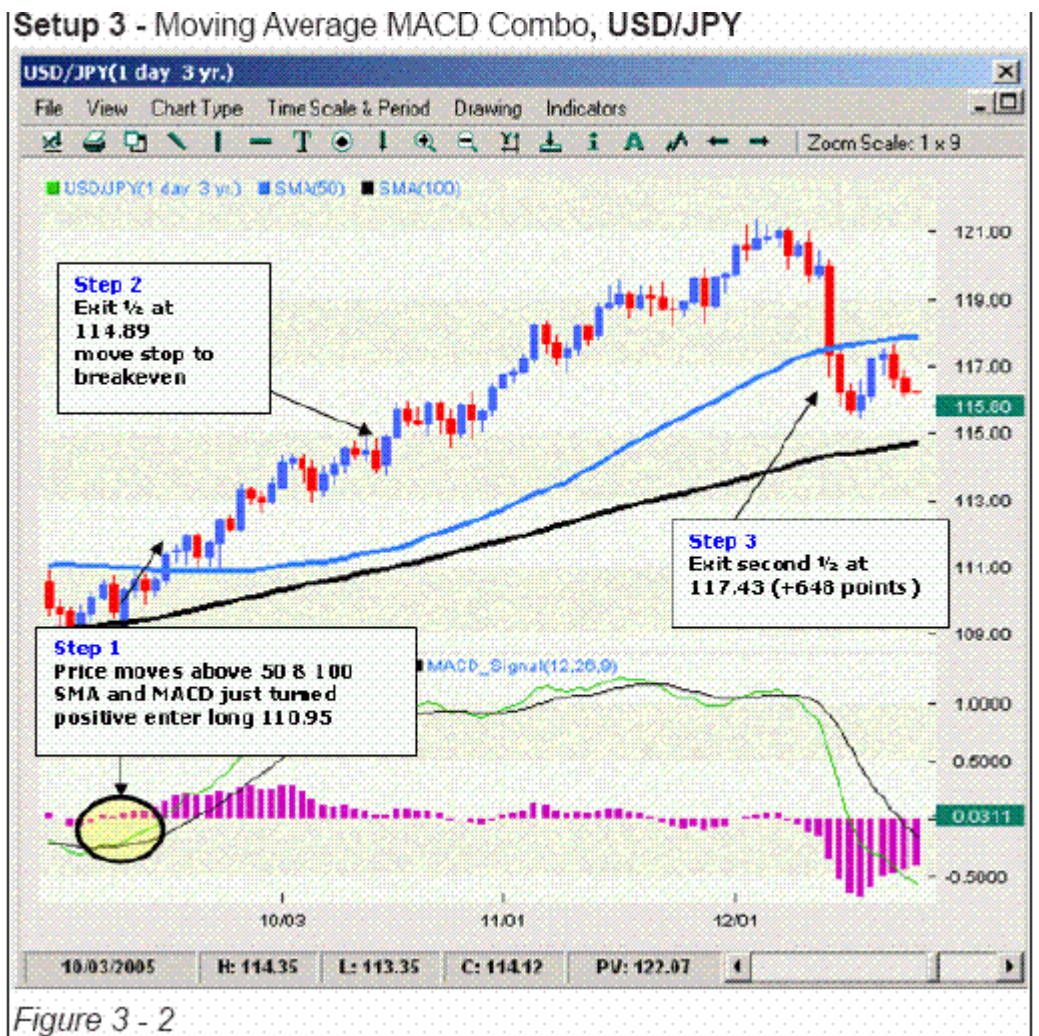 Setup 3 - Moving Average MACD Combo, USD/JPY
USD/JPY(1 day 3 yr.)
File View Chart Type Time Scale & Period Drawing Indicators
T i A Zoom Scale: 1 x 9
USD/JPY(1 day 3 yr.) SMA(50) SMA(100)
121.00
Step 2
Exit ½ at
114.89
move stop to
breakeven
119.00
117.00
115.60
115.00
113.00
Step 3
Exit second ½ at
117.43 (+648 points)
111.00
109.00
Step 1
Price moves above 50 & 100
SMA and MACD just turned
positive enter long 110.95
MACD_Signal(12,26,9)
1.0000
0.5000
0.0311
-0.5000
10/03 11/01 12/01
10/03/2005 H: 114.35 L: 113.35 C: 114.12 PV: 122.07
Figure 3 - 2